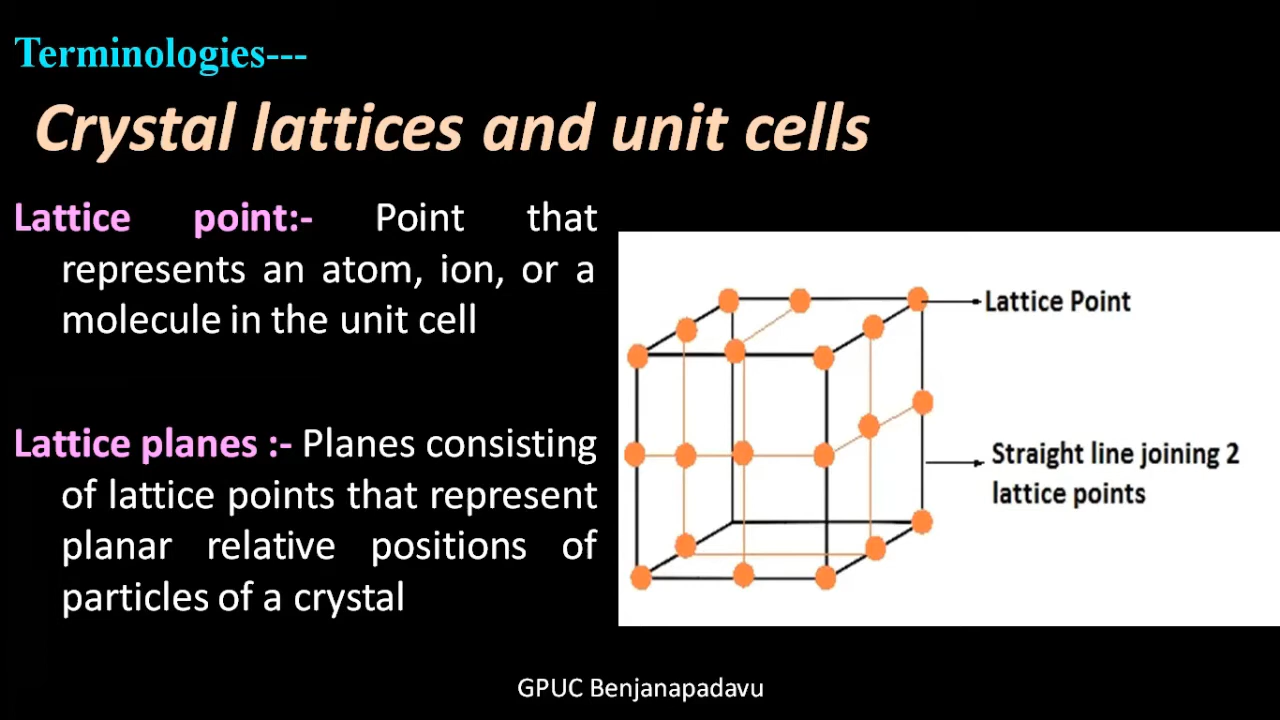 Terminologies---
Crystal lattices and unit cells
Lattice point:- Point that
represents an atom, ion, or a
molecule in the unit cell
Lattice planes :- Planes consisting
of lattice points that represent
planar relative positions of
particles of a crystal
Lattice Point
Straight line joining 2
lattice points
GPUC Benjanapadavu